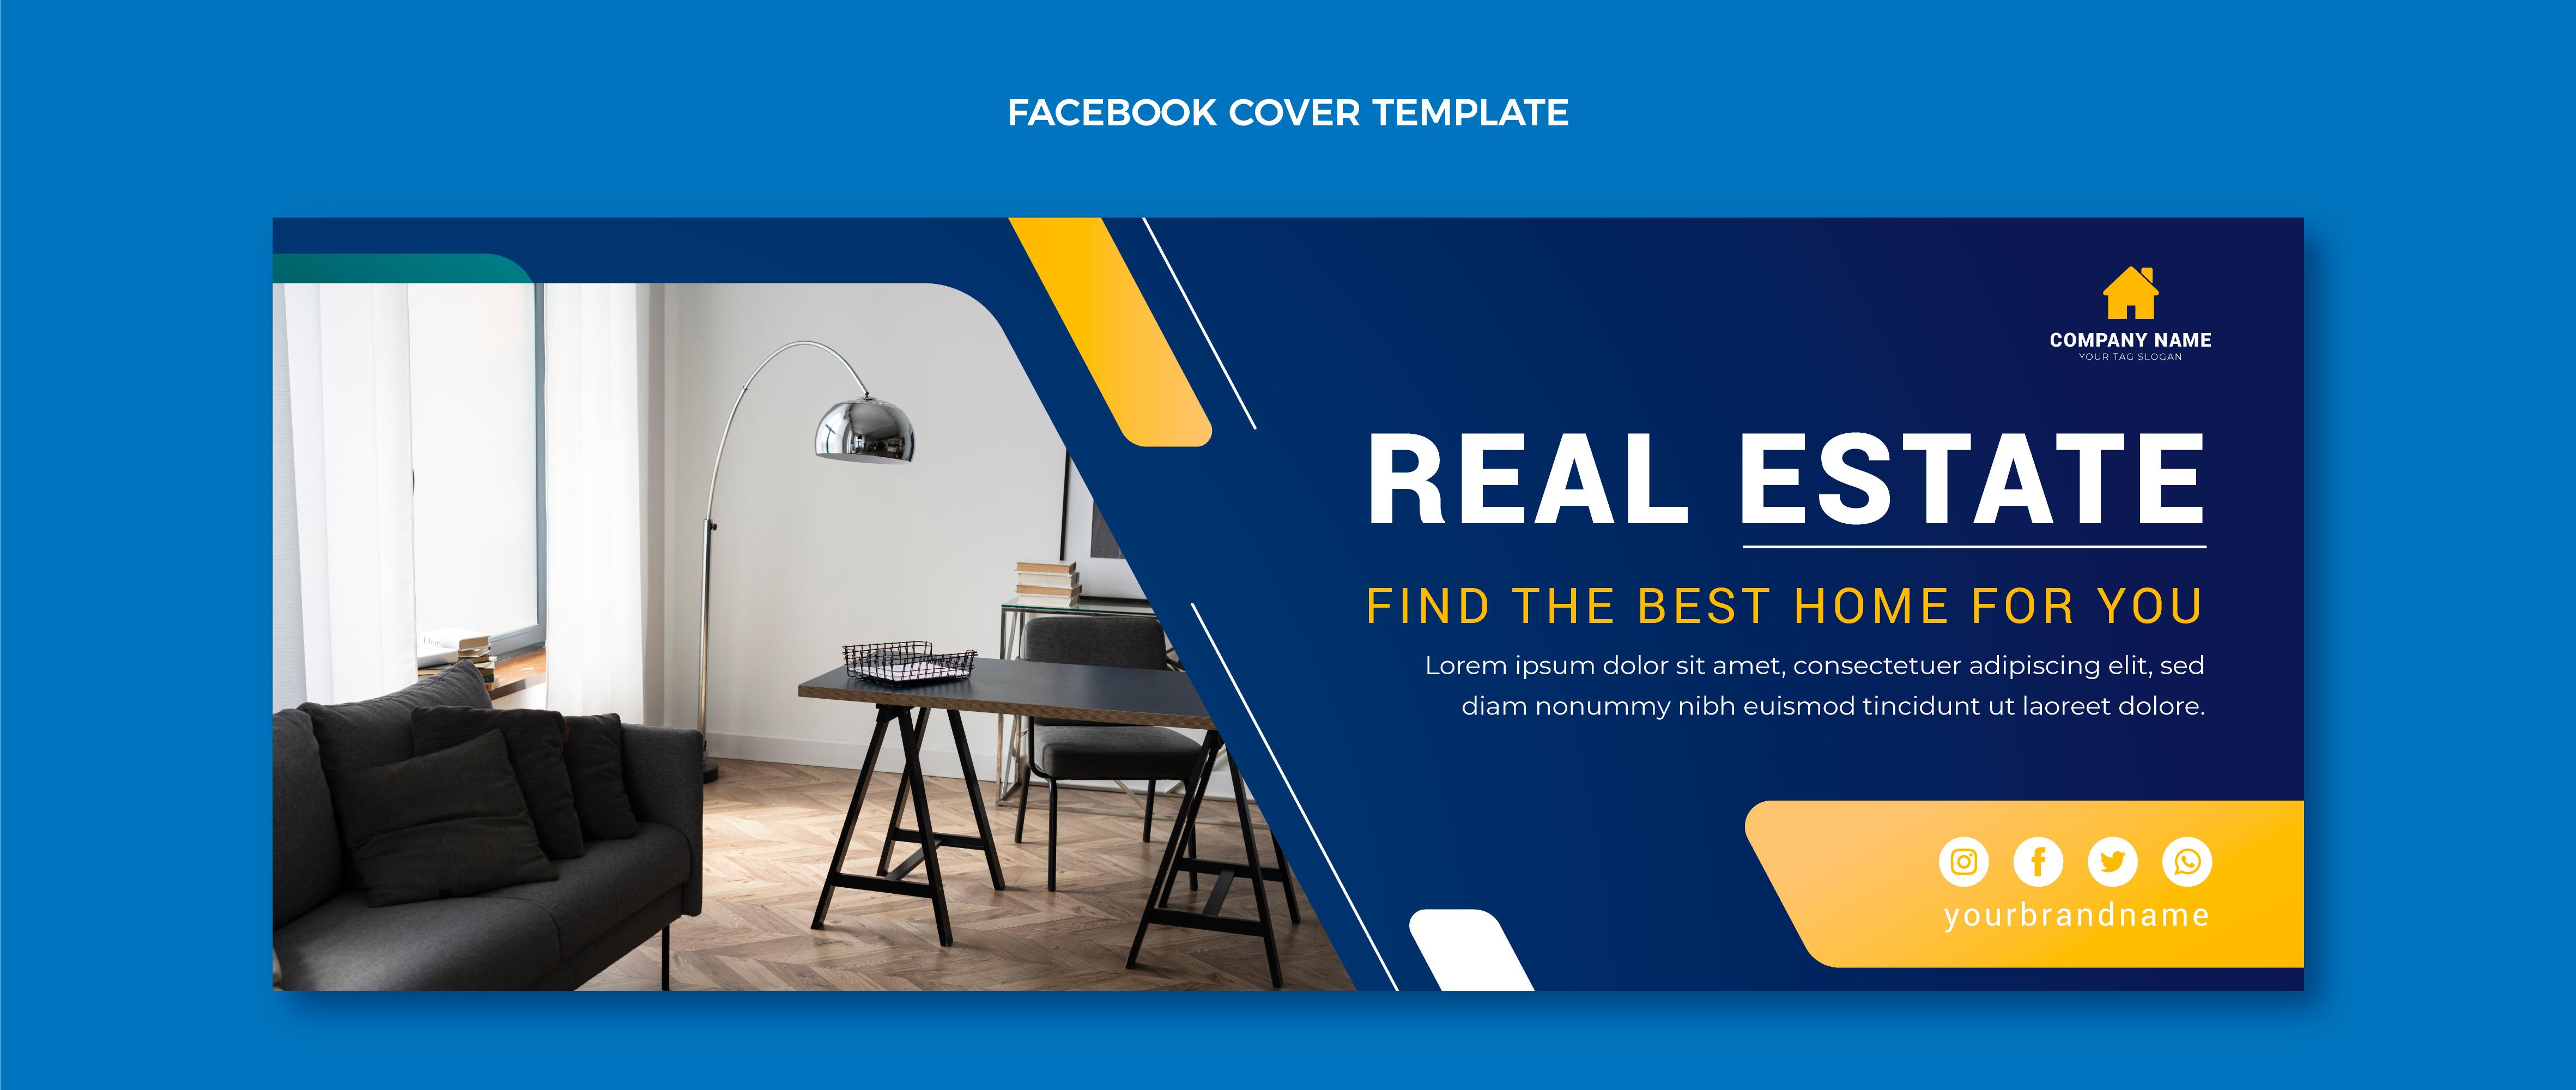 FACEBOOK COVER TEMPLATE
COMPANY NAME
YOUR TAG SLOGAN
REAL ESTATE
FIND THE BEST HOME FOR YOU
Lorem ipsum dolor sit amet, consectetuer adipiscing elit, sed
diam nonummy nibh euismod tincidunt ut laoreet dolore.
yourbrandname